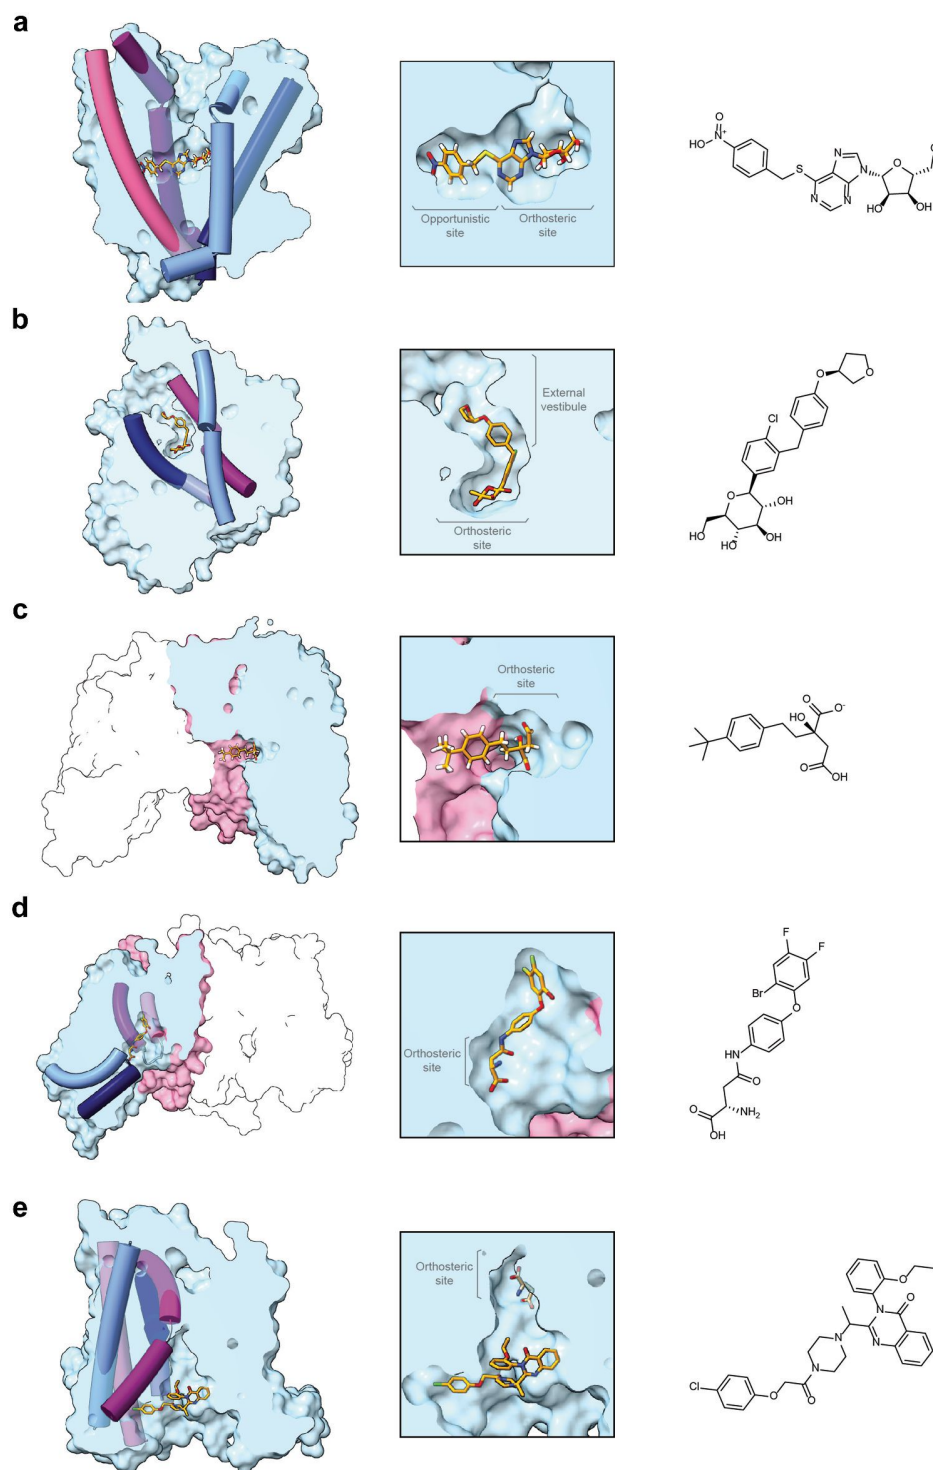 a
Opportunistic
site
Orthosteric
site
O
HO
N+
S
N
N
N
N
O
O
OH
HO
b
External
vestibule
Orthosteric
site
O
O
Cl
O
OH
HO
OH
OH
c
Orthosteric
site
O
O-
HO
O
OH
d
Orthosteric
site
F
F
Br
O
HN
O
O
NH2
OH
e
Orthosteric
site
O
O
N
N
N
N
Cl
O
O